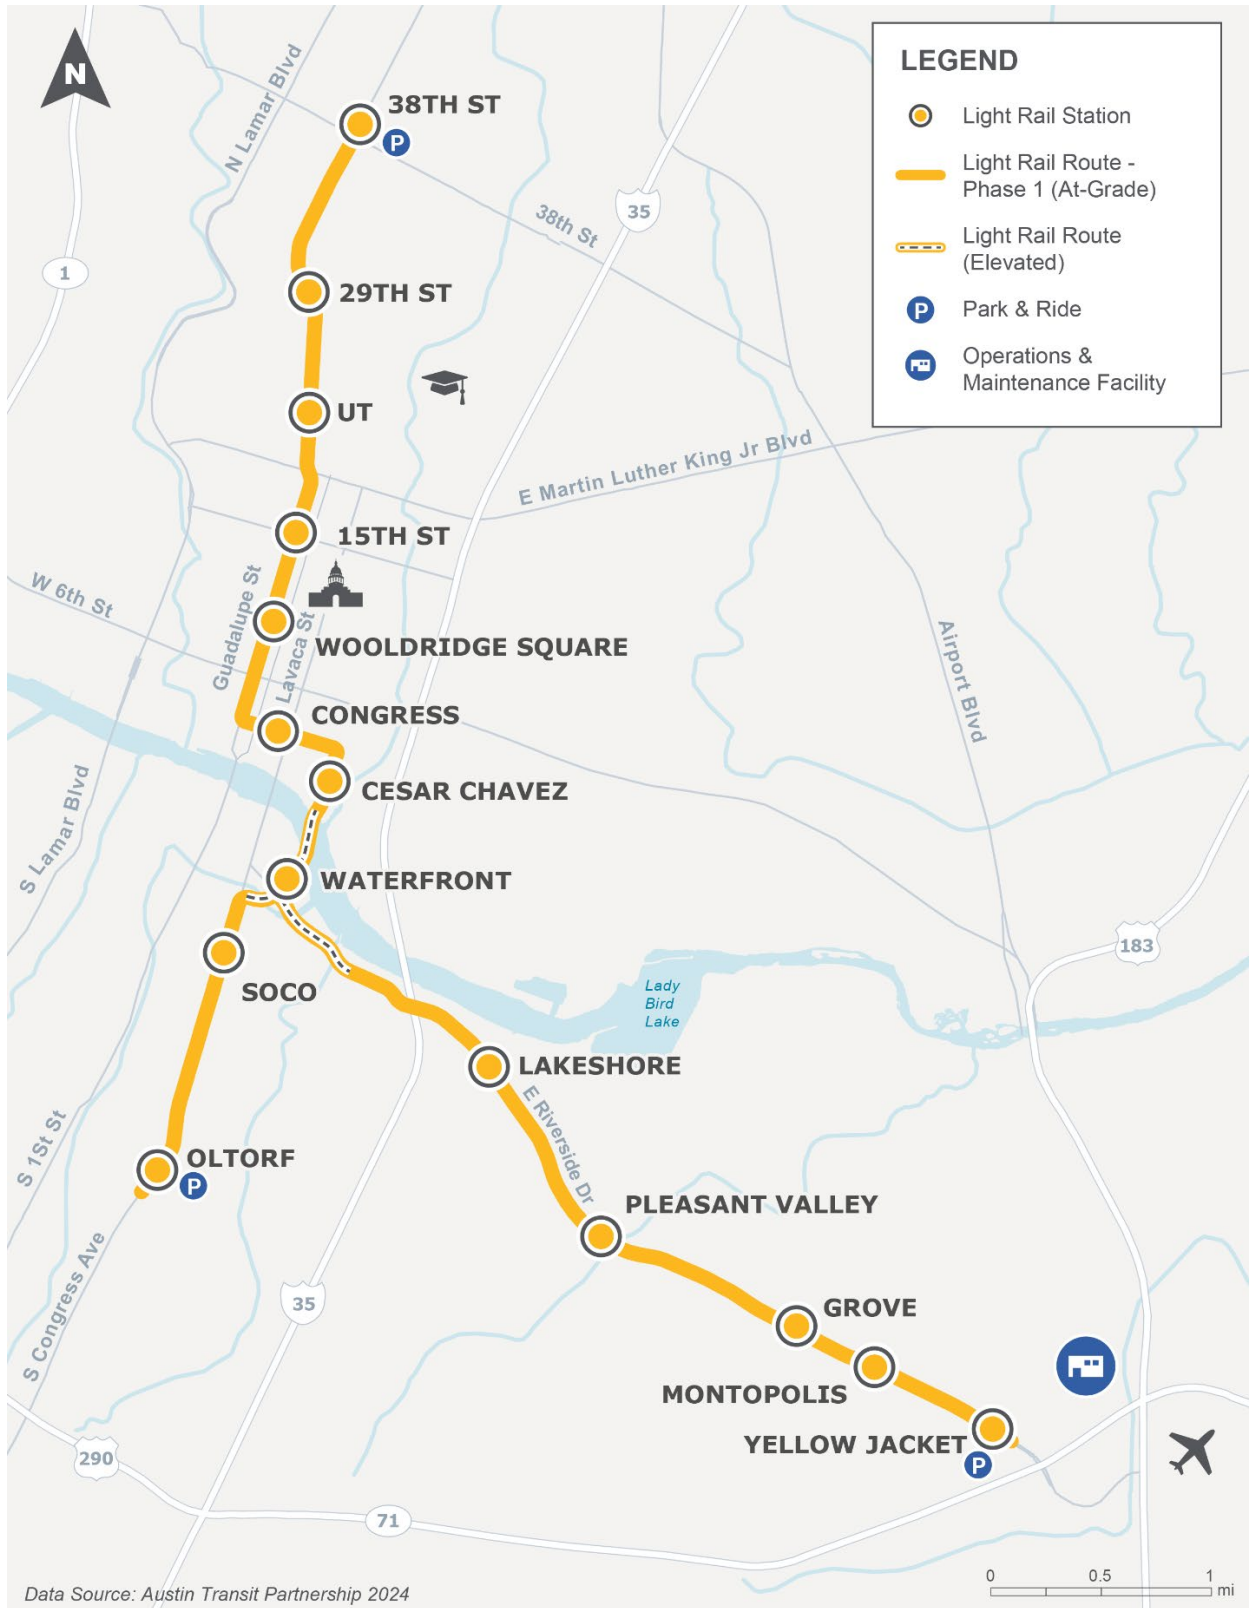 N
LEGEND
Light Rail Station
Light Rail Route -
Phase 1 (At-Grade)
Light Rail Route
(Elevated)
P
Park & Ride
Operations &
Maintenance Facility
N Lamar Blvd
38TH ST
P
38th St
35
1
29TH ST
UT
E Martin Luther King Jr Blvd
15TH ST
W 6th St
Guadalupe St
Lavaca St
WOOLDRIDGE SQUARE
Airport Blvd
CONGRESS
CESAR CHAVEZ
S Lamar Blvd
WATERFRONT
183
SOCO
Lady
Bird
Lake
LAKESHORE
E Riverside Dr
S 1St St
OLTORF
P
PLEASANT VALLEY
S Congress Ave
35
GROVE
MONTOPOLIS
YELLOW JACKET
P
290
71
Data Source: Austin Transit Partnership 2024
0 0.5 1
mi